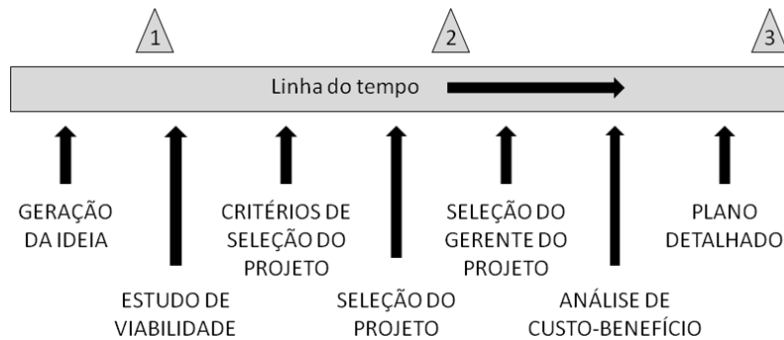 1
2
3
Linha do tempo
GERAÇÃO
DA IDEIA
CRITÉRIOS DE
SELEÇÃO DO
PROJETO
SELEÇÃO DO
GERENTE DO
PROJETO
PLANO
DETALHADO
ESTUDO DE
VIABILIDADE
SELEÇÃO DO
PROJETO
ANÁLISE DE
CUSTO-BENEFÍCIO